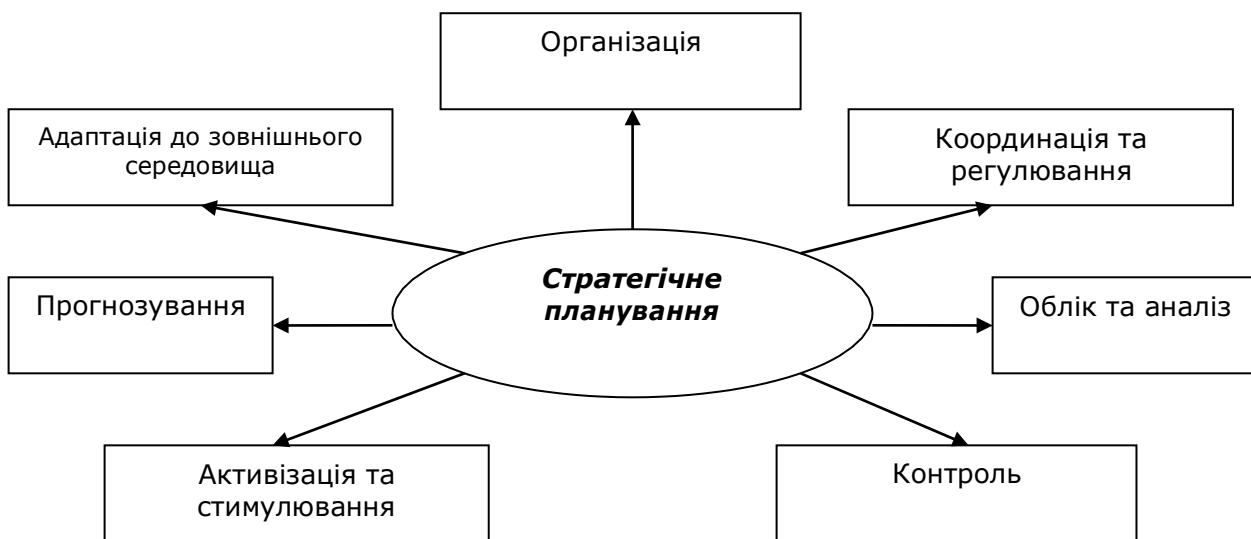 Організація
Адаптація до зовнішнього
середовища
Координація та
регулювання
Стратегічне
планування
Прогнозування
Облік та аналіз
Активізація та
стимулювання
Контроль